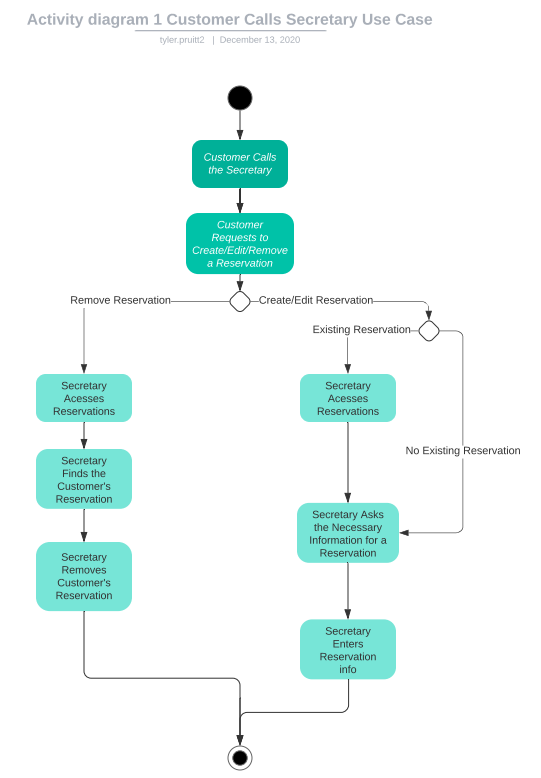 Activity diagram 1 Customer Calls Secretary Use Case
tyler.pruitt2 | December 13, 2020
Customer Calls
the Secretary
Customer
Requests to
Create/Edit/Remove
a Reservation
Remove Reservation
Create/Edit Reservation
Existing Reservation
Secretary
Acesses
Reservations
Secretary
Acesses
Reservations
No Existing Reservation
Secretary
Finds the
Customer's
Reservation
Secretary Asks
the Necessary
Information for a
Reservation
Secretary
Removes
Customer's
Reservation
Secretary
Enters
Reservation
info